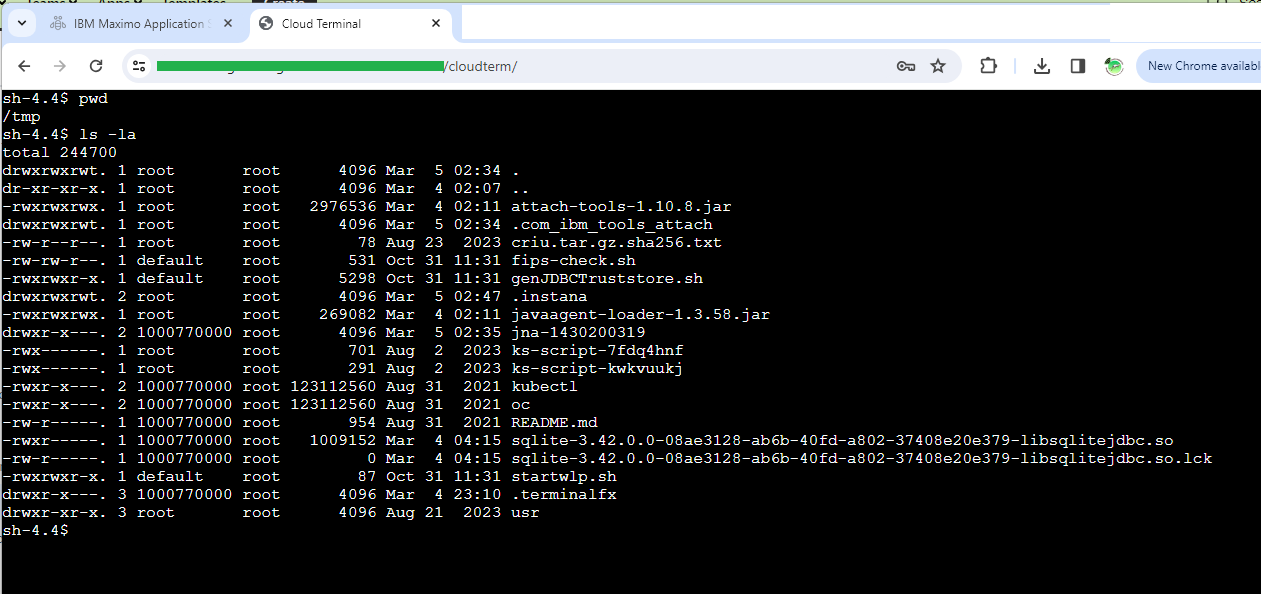 IBM Maximo Application
Cloud Terminal
/cloudterm/
New Chrome availabl
sh-4.4$ pwd
/tmp
sh-4.4$ ls -la
total 244700
drwxrwxrwt. 1 root       root      4096 Mar  5 02:34 .
dr-xr-xr-x. 1 root       root      4096 Mar  4 02:07 ..
-rwxrwxrwx. 1 root       root   2976536 Mar  4 02:11 attach-tools-1.10.8.jar
drwxrwxrwt. 1 root       root      4096 Mar  5 02:34 .com_ibm_tools_attach
-rw-r--r--. 1 root       root        78 Aug 23  2023 criu.tar.gz.sha256.txt
-rw-rw-r--. 1 default    root       531 Oct 31 11:31 fips-check.sh
-rwxrwxr-x. 1 default    root      5298 Oct 31 11:31 genJDBCTruststore.sh
drwxrwxrwt. 2 root       root      4096 Mar  5 02:47 .instana
-rwxrwxrwx. 1 root       root    269082 Mar  4 02:11 javaagent-loader-1.3.58.jar
drwxr-x---. 2 1000770000 root      4096 Mar  5 02:35 jna-1430200319
-rwx------. 1 root       root       701 Aug  2  2023 ks-script-7fdq4hnf
-rwx------. 1 root       root       291 Aug  2  2023 ks-script-kwkvuukj
-rwxr-x---. 2 1000770000 root 123112560 Aug 31  2021 kubectl
-rwxr-x---. 2 1000770000 root 123112560 Aug 31  2021 oc
-rw-r-----. 1 1000770000 root       954 Aug 31  2021 README.md
-rwxr-----. 1 1000770000 root   1009152 Mar  4 04:15 sqlite-3.42.0.0-08ae3128-ab6b-40fd-a802-37408e20e379-libsqlitejdbc.so
-rw-r-----. 1 1000770000 root         0 Mar  4 04:15 sqlite-3.42.0.0-08ae3128-ab6b-40fd-a802-37408e20e379-libsqlitejdbc.so.lck
-rwxrwxr-x. 1 default    root        87 Oct 31 11:31 startwlp.sh
drwxr-x---. 3 1000770000 root      4096 Mar  4 23:10 .terminalfx
drwxr-xr-x. 3 root       root      4096 Aug 21  2023 usr
sh-4.4$